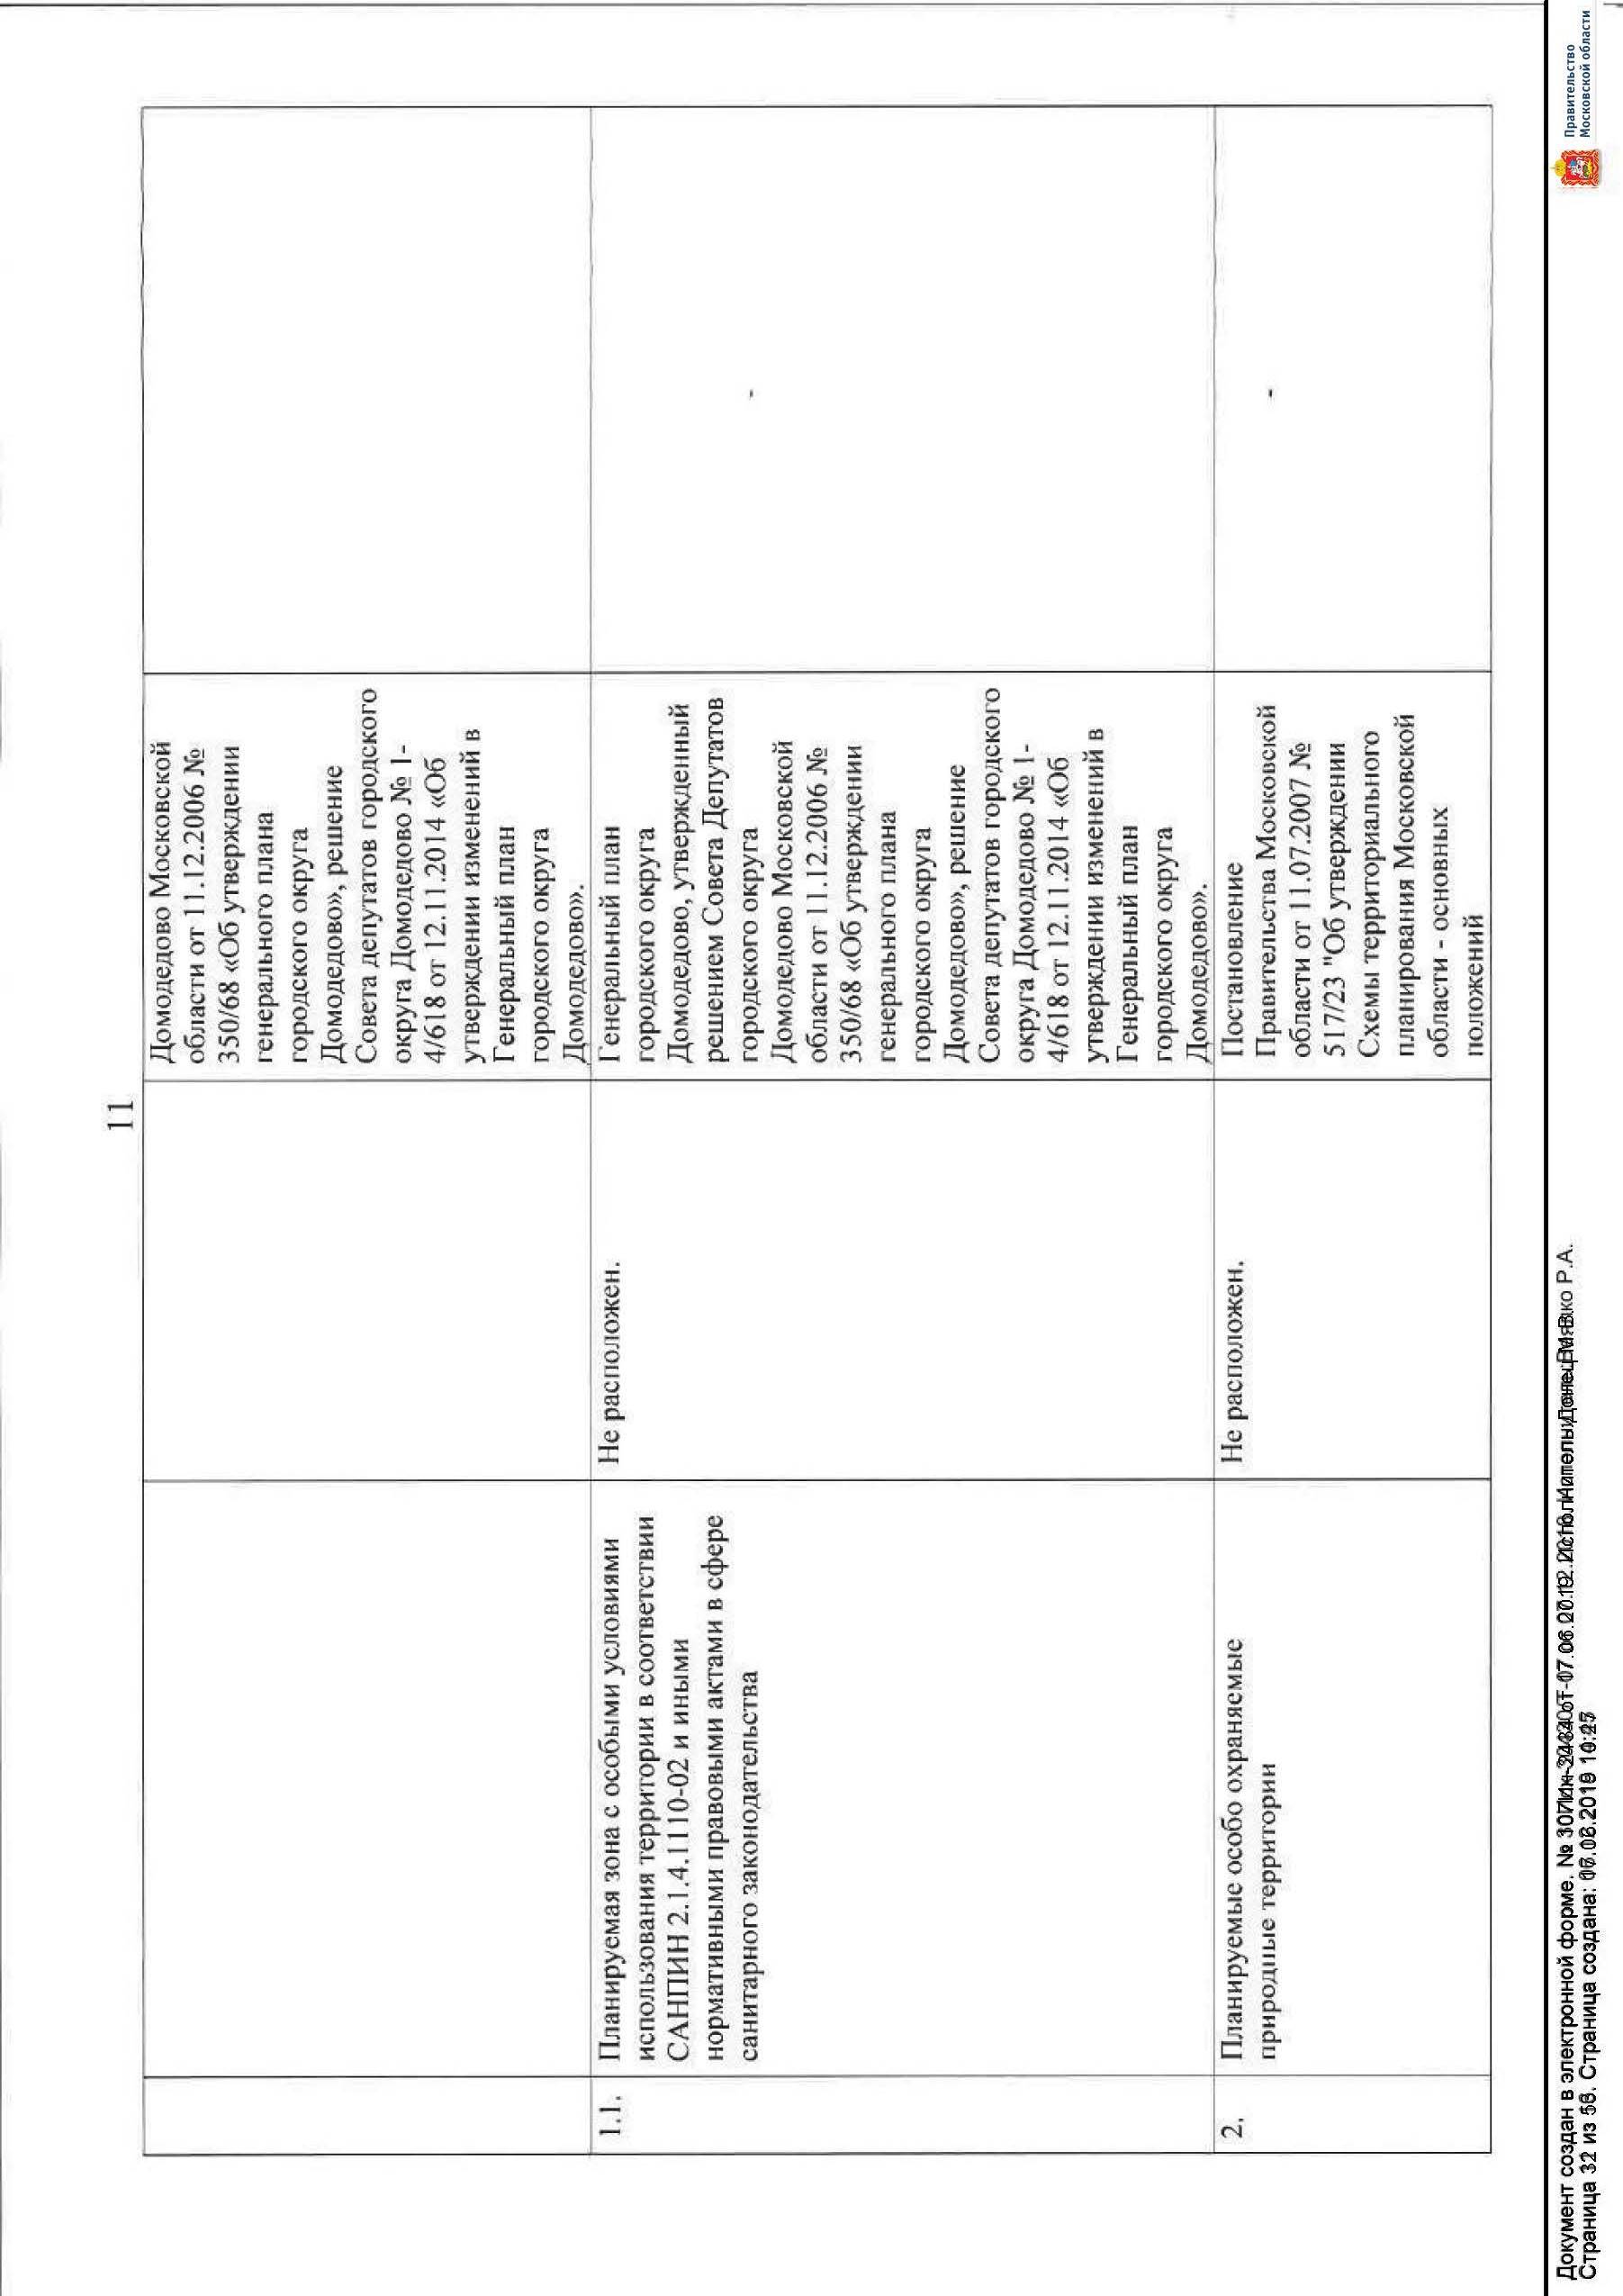 11
Домодедово Московской
области от 11.12.2006 №
350/68 «Об утверждении
генерального плана
городского округа
Домодедово», решение
Совета депутатов городского
округа Домодедово № 1-
4/618 от 12.11.2014 «Об
утверждении изменений в
Генеральный план
городского округа
Домодедово».
1.1.
Планируемая зона с особыми условиями
использования территории в соответствии
САНПИН 2.1.4.1110-02 и иными
нормативными правовыми актами в сфере
санитарного законодательства
Не расположен.
Генеральный план
городского округа
Домодедово, утвержденный
решением Совета Депутатов
городского округа
Домодедово Московской
области от 11.12.2006 №
350/68 «Об утверждении
генерального плана
городского округа
Домодедово», решение
Совета депутатов городского
округа Домодедово № 1-
4/618 от 12.11.2014 «Об
утверждении изменений в
Генеральный план
городского округа
Домодедово».
-
2.
Планируемые особо охраняемые
природные территории
Не расположен.
Постановление
Правительства Московской
области от 11.07.2007 №
517/23 "Об утверждении
Схемы территориального
планирования Московской
области - основных
положений
-
Документ создан в электронной форме. №
Страница из Страница создана:
Правительство
Московской области